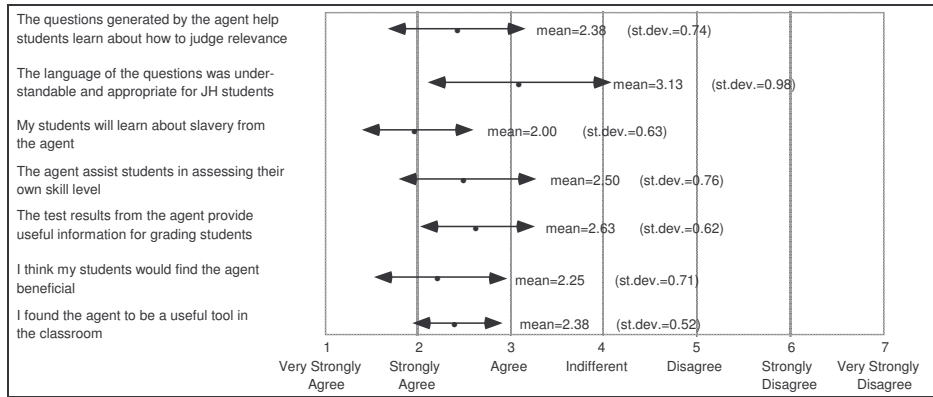 The questions generated by the agent help
students learn about how to judge relevance
mean=2.38 (st.dev.=0.74)
The language of the questions was under-
standable and appropriate for JH students
mean=3.13 (st.dev.=0.98)
My students will learn about slavery from
the agent
mean=2.00 (st.dev.=0.63)
The agent assist students in assessing their
own skill level
mean=2.50 (st.dev.=0.76)
The test results from the agent provide
useful information for grading students
mean=2.63 (st.dev.=0.62)
I think my students would find the agent
beneficial
mean=2.25 (st.dev.=0.71)
I found the agent to be a useful tool in
the classroom
mean=2.38 (st.dev.=0.52)
1 2 3 4 5 6 7
Very Strongly Strongly Agree Indifferent Disagree Strongly Very Strongly
Agree Agree Disagree Disagree